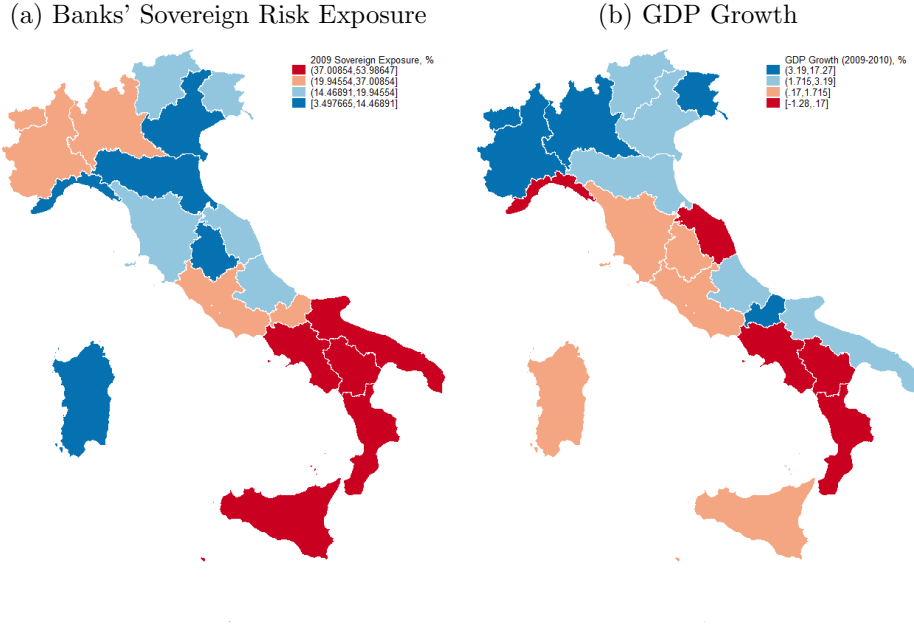 (a) Banks' Sovereign Risk Exposure
2009 Sovereign Exposure, %
(37.00854,53.98647]
(19.94554,37.00854]
(14.46891,19.94554]
[3.497665,14.46891]
(b) GDP Growth
GDP Growth (2009-2010), %
(3.19,17.27]
(1.715,3.19]
(.17,1.715]
[-1.28,.17]